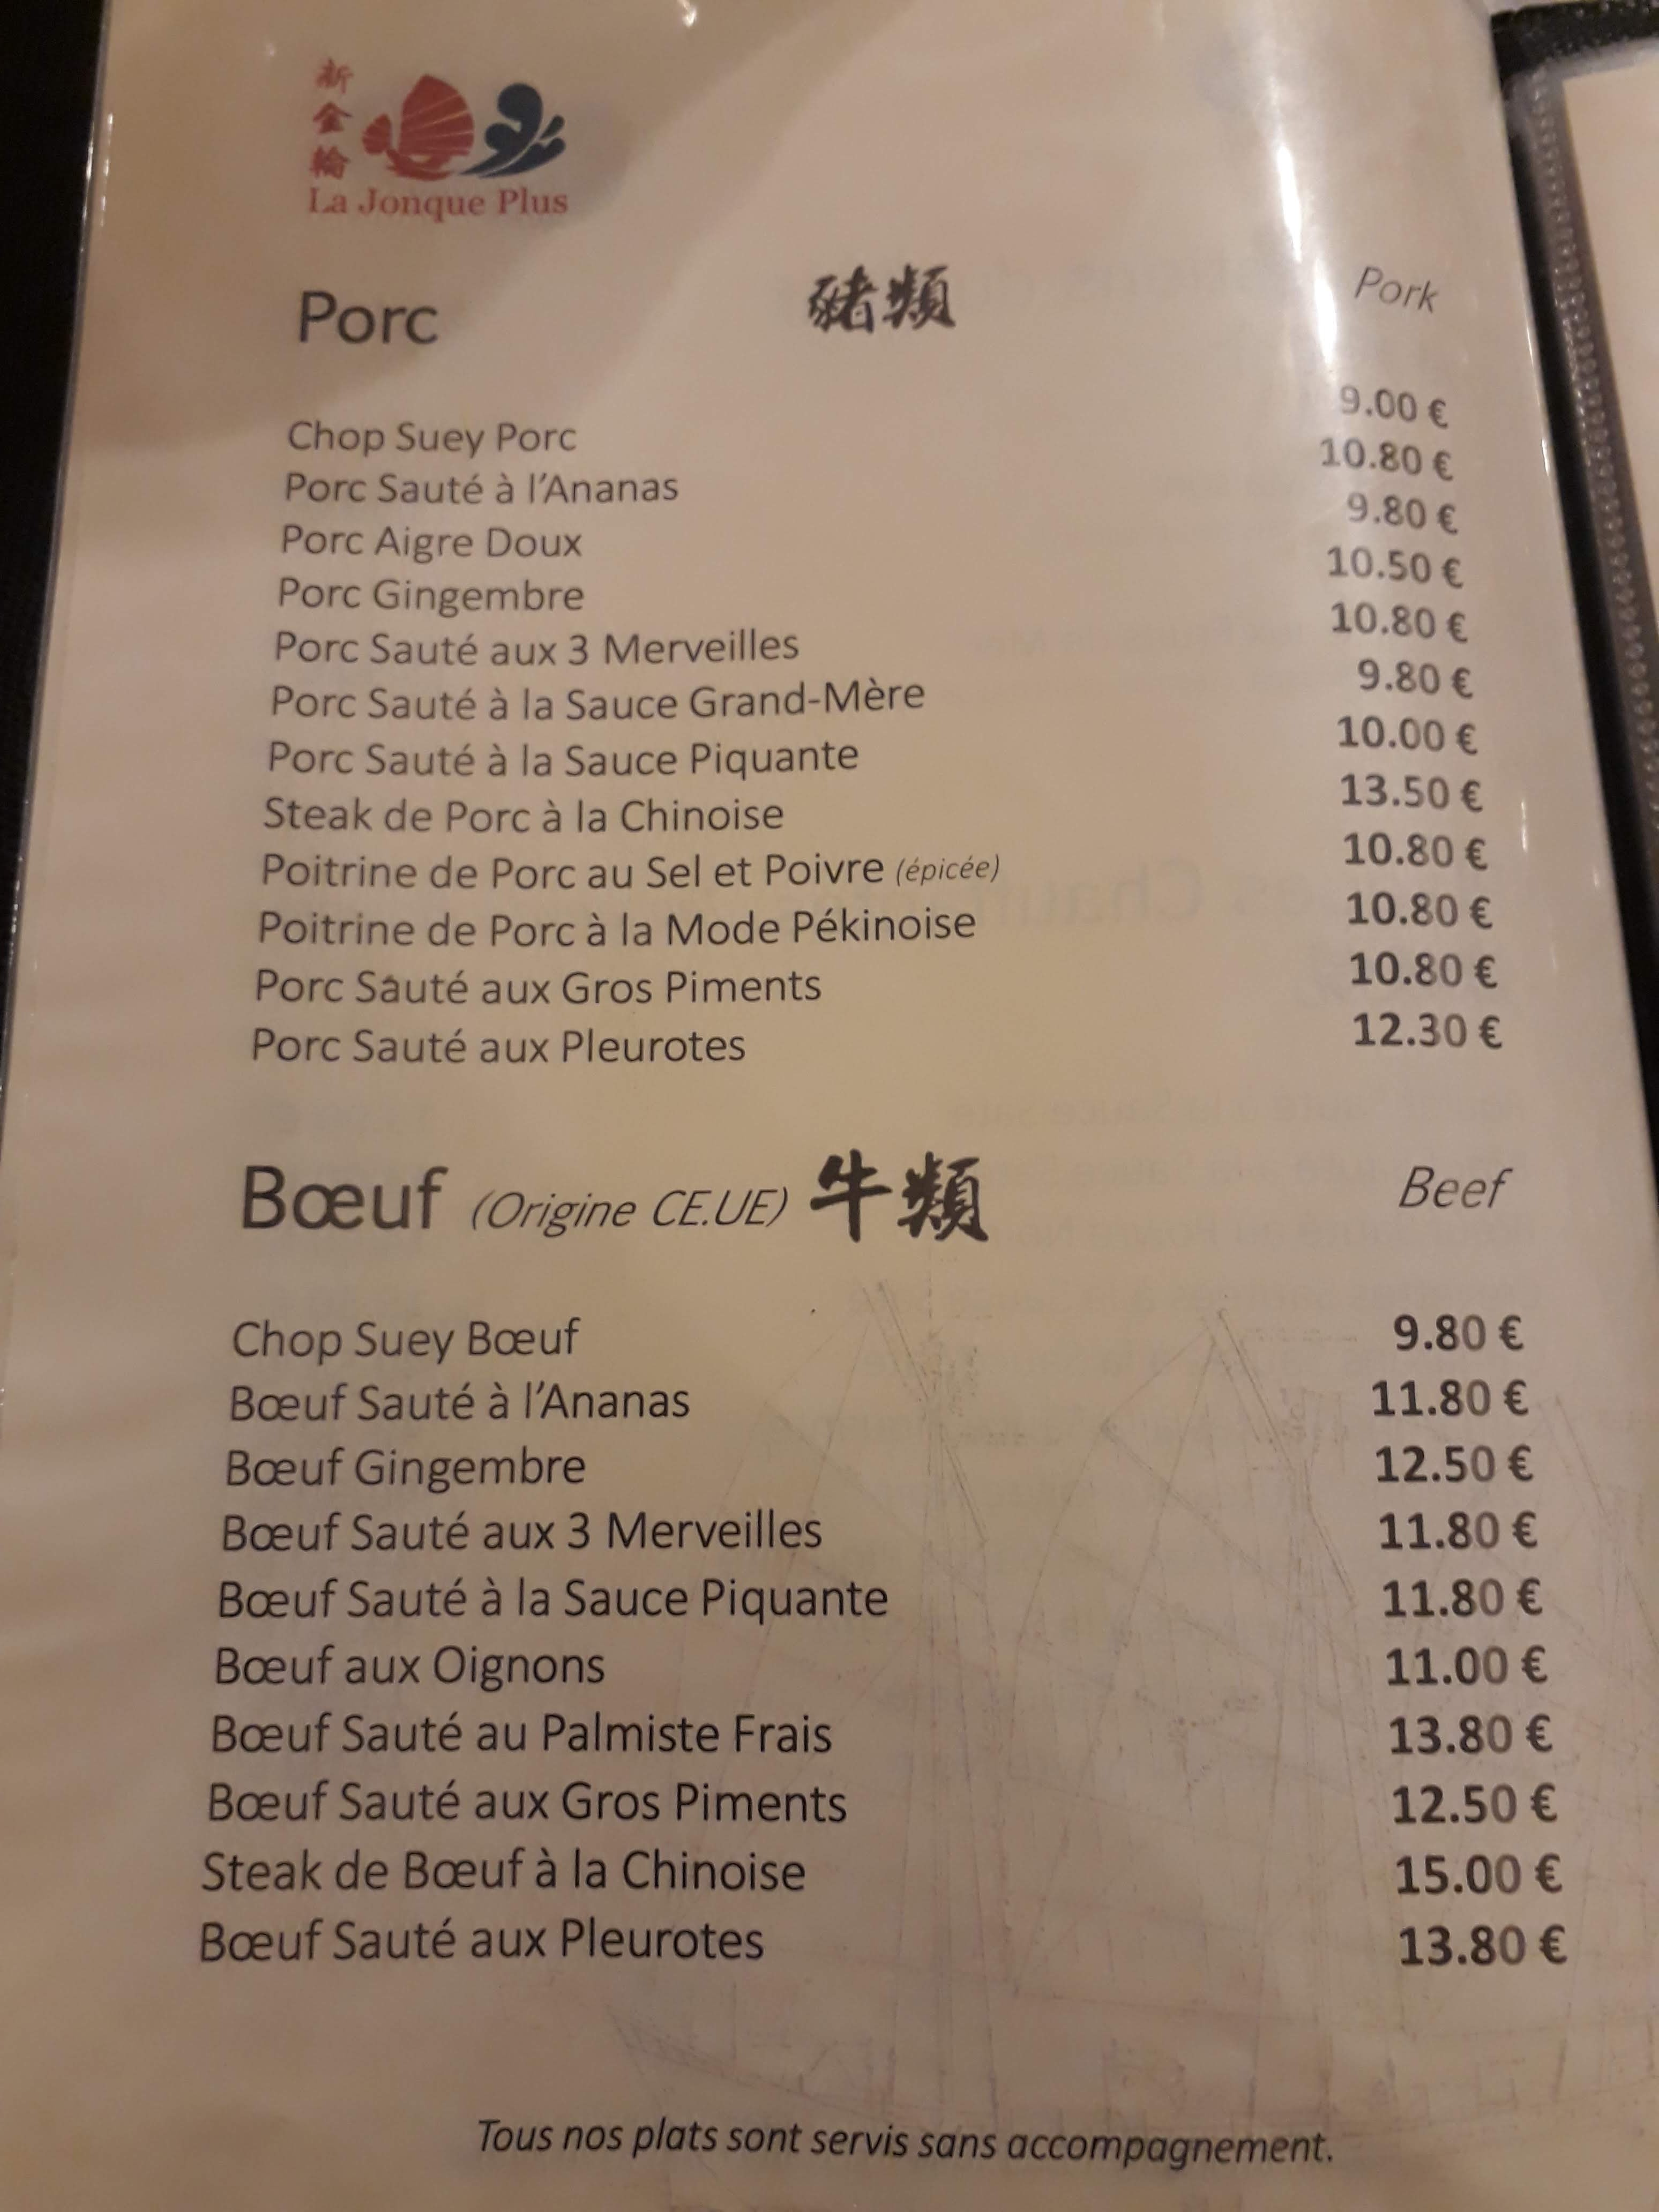 新金輪
La Jonque Plus
Porc 豬類 Pork
Chop Suey Porc 9.00 €
Porc Sauté à l'Ananas 10.80 €
Porc Aigre Doux 9.80 €
Porc Gingembre 10.50 €
Porc Sauté aux 3 Merveilles 10.80 €
Porc Sauté à la Sauce Grand-Mère 9.80 €
Porc Sauté à la Sauce Piquante 10.00 €
Steak de Porc à la Chinoise 13.50 €
Poitrine de Porc au Sel et Poivre (épicée) 10.80 €
Poitrine de Porc à la Mode Pékinoise 10.80 €
Porc Sauté aux Gros Piments 10.80 €
Porc Sauté aux Pleurotes 12.30 €
Bœuf (Origine CE.UE) 牛類 Beef
Chop Suey Bœuf 9.80 €
Bœuf Sauté à l'Ananas 11.80 €
Bœuf Gingembre 12.50 €
Bœuf Sauté aux 3 Merveilles 11.80 €
Bœuf Sauté à la Sauce Piquante 11.80 €
Bœuf aux Oignons 11.00 €
Bœuf Sauté au Palmiste Frais 13.80 €
Bœuf Sauté aux Gros Piments 12.50 €
Steak de Bœuf à la Chinoise 15.00 €
Bœuf Sauté aux Pleurotes 13.80 €
Tous nos plats sont servis sans accompagnement.